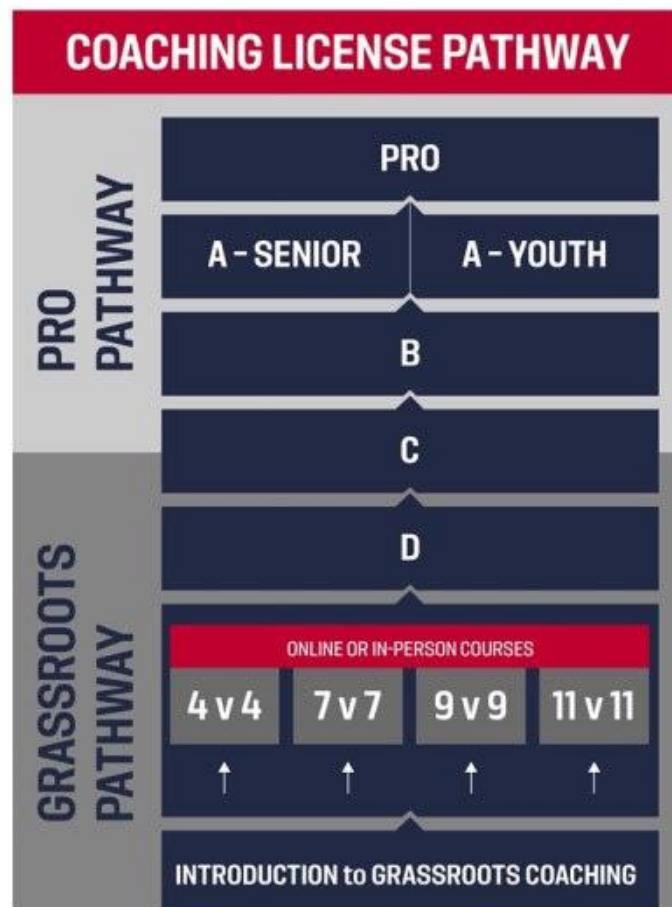 COACHING LICENSE PATHWAY
PRO
PATHWAY
PRO
A – SENIOR
A – YOUTH
B
C
D
GRASSROOTS
PATHWAY
ONLINE OR IN-PERSON COURSES
4 v 4
7 v 7
9 v 9
11 v 11
INTRODUCTION to GRASSROOTS COACHING